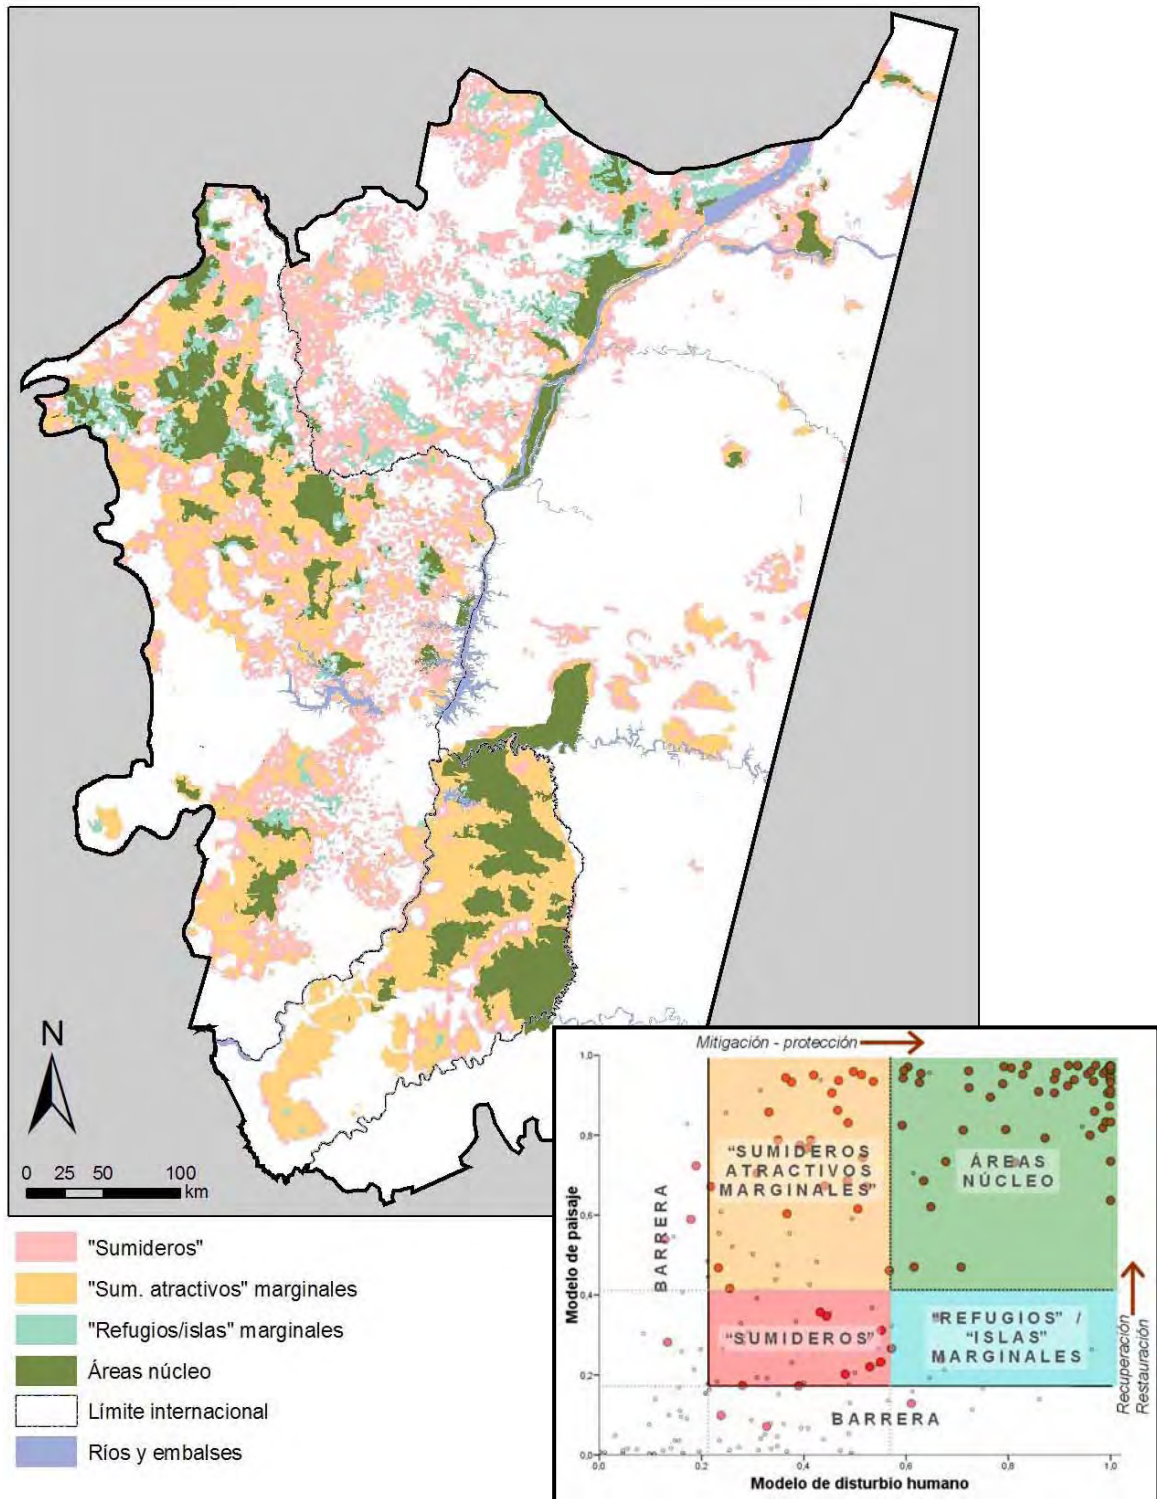 N
0 25 50 100
km
"Sumideros"
"Sum. atractivos" marginales
"Refugios/islas" marginales
Áreas núcleo
Límite internacional
Ríos y embalses
Mitigación - protección
1,0
0,8
0,6
0,4
0,2
0,0
Modelo de paisaje
BARRERA
“SUMIDEROS
ATRACTIVOS
MARGINALES”
ÁREAS
NÚCLEO
“SUMIDEROS”
“REFUGIOS” /
“ISLAS”
MARGINALES
BARRERA
Recuperación
Restauración
0,0 0,2 0,4 0,6 0,8 1,0
Modelo de disturbio humano